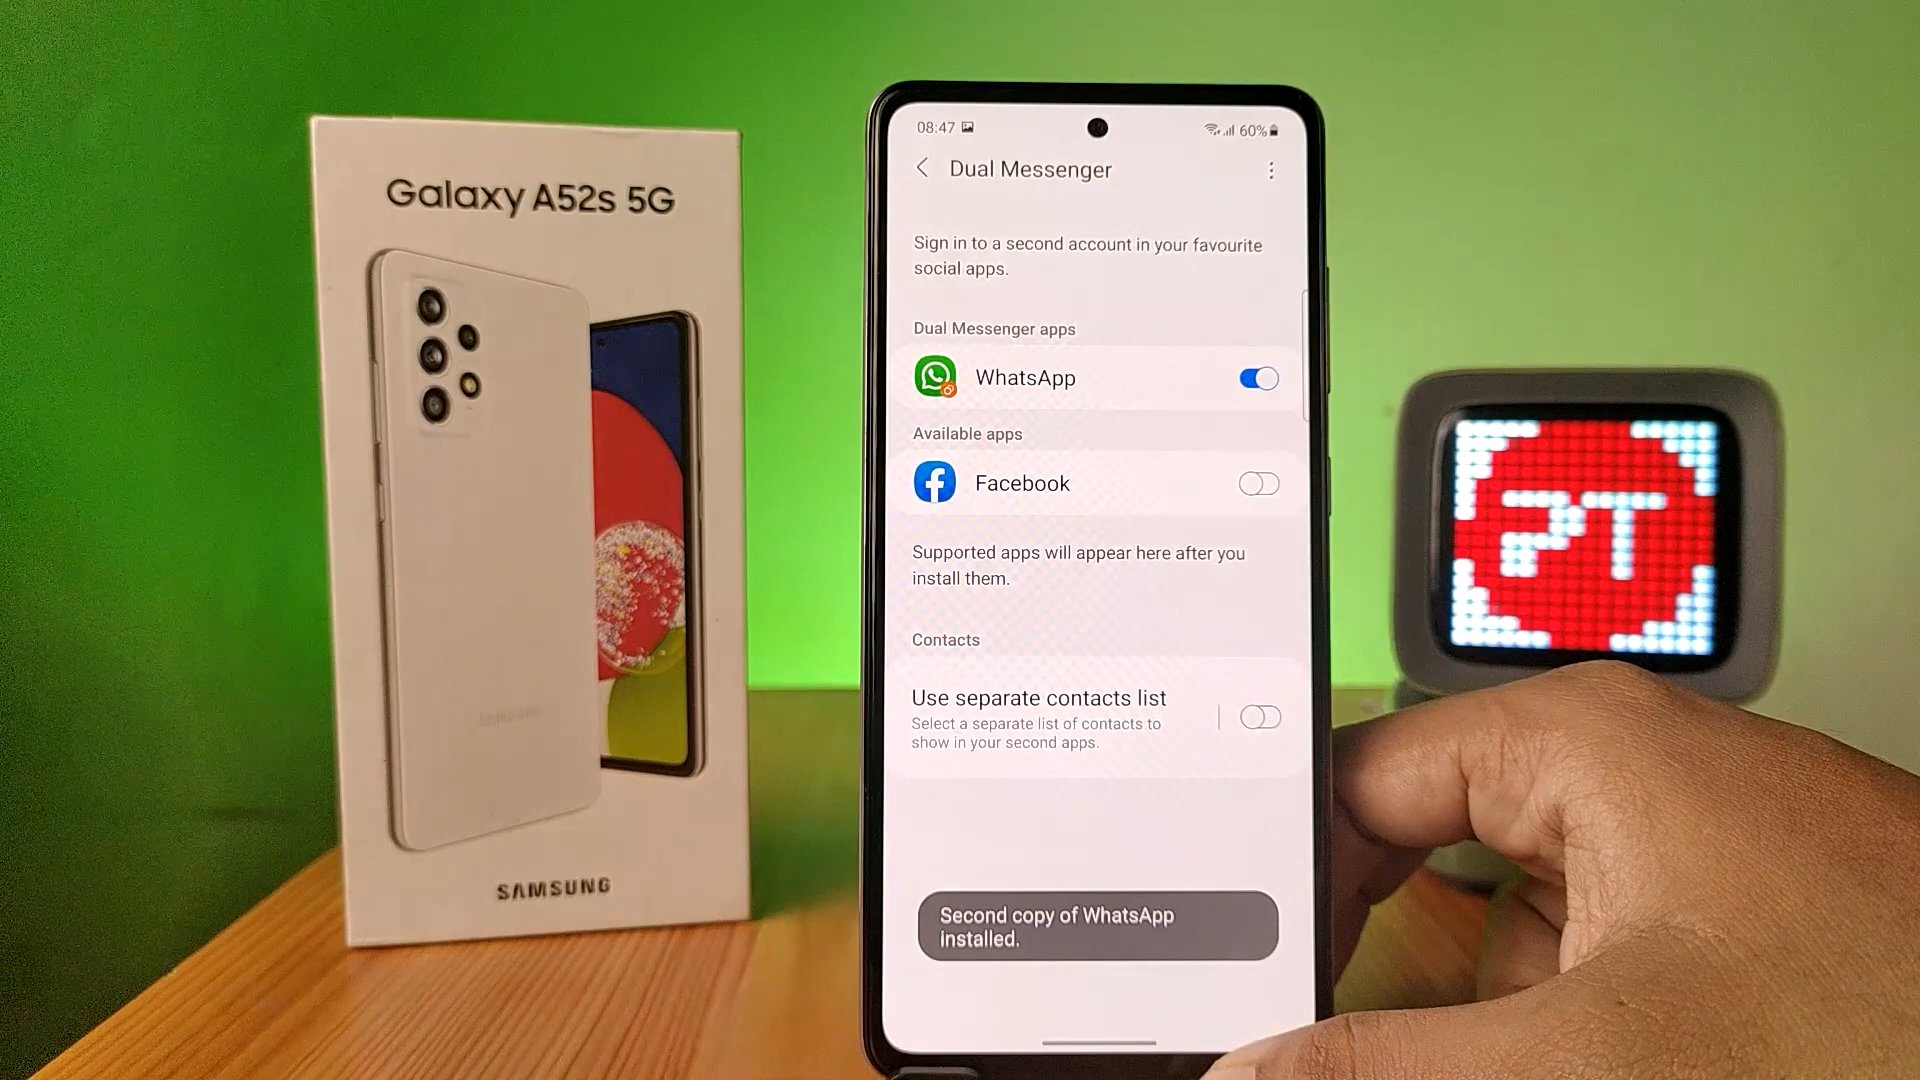 Galaxy A52s 5G
SAMSUNG
SAMSUNG
08:47
60%
Dual Messenger
Sign in to a second account in your favourite
social apps.
Dual Messenger apps
WhatsApp
Available apps
Facebook
Supported apps will appear here after you
install them.
Contacts
Use separate contacts list
Select a separate list of contacts to
show in your second apps.
Second copy of WhatsApp
installed.
PT